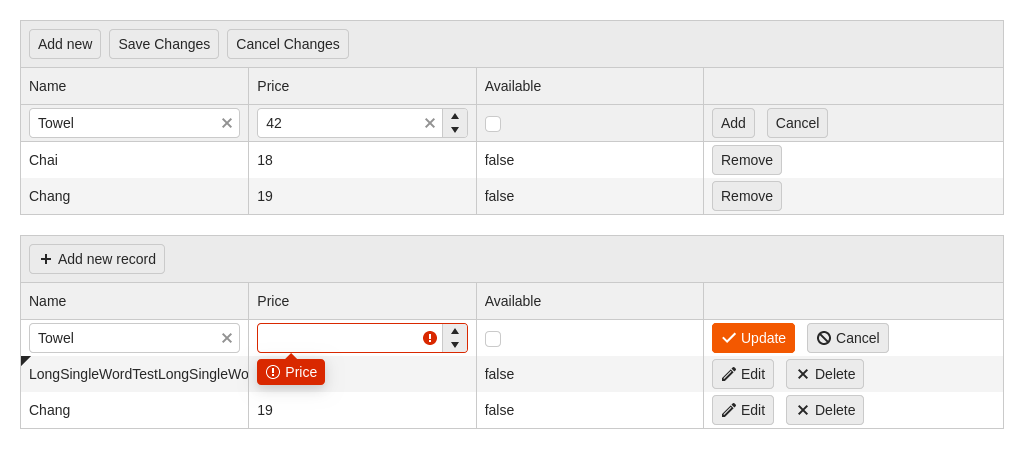 Add new Save Changes Cancel Changes
Name Price Available
Towel 42 Add Cancel
Chai 18 false Remove
Chang 19 false Remove
Add new record
Name Price Available
Towel Update Cancel
LongSingleWordTestLongSingleWo Price false Edit Delete
Chang 19 false Edit Delete